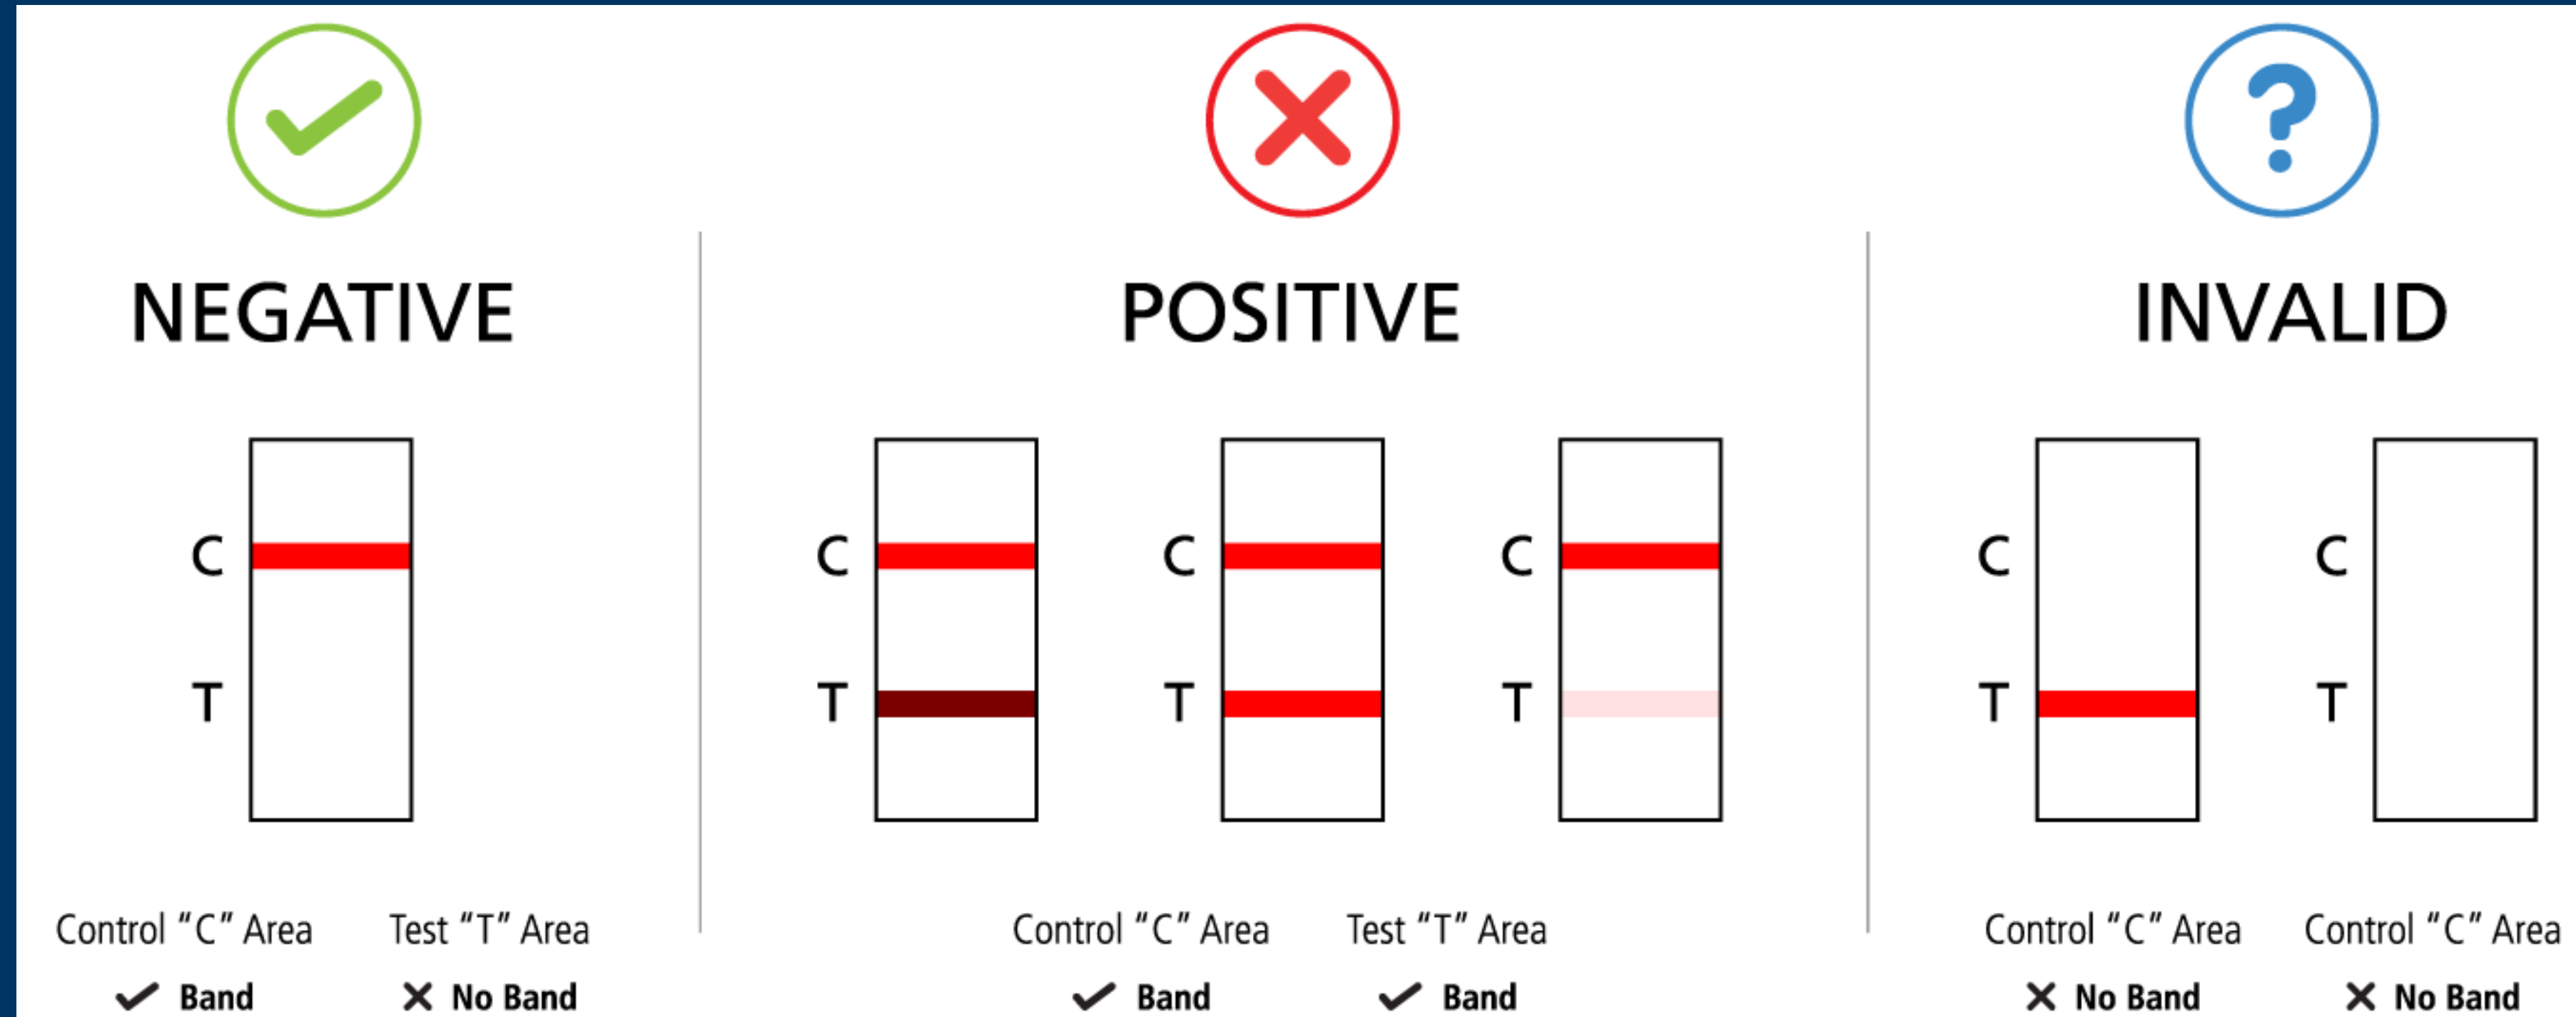 NEGATIVE
POSITIVE
INVALID
C
C
C
C
C
C
T
T
T
T
T
T
Control “C” Area
Test “T” Area
Control “C” Area
Test “T” Area
Control “C” Area
Control “C” Area
Band
No Band
Band
Band
No Band
No Band